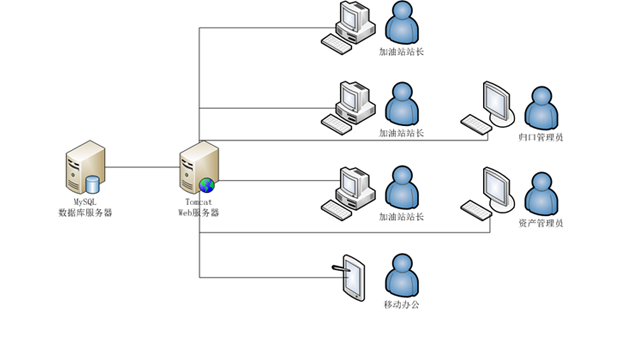 加油站站长
加油站站长
归口管理员
MySQL
数据库服务器
Tomcat
Web服务器
加油站站长
资产管理员
移动办公